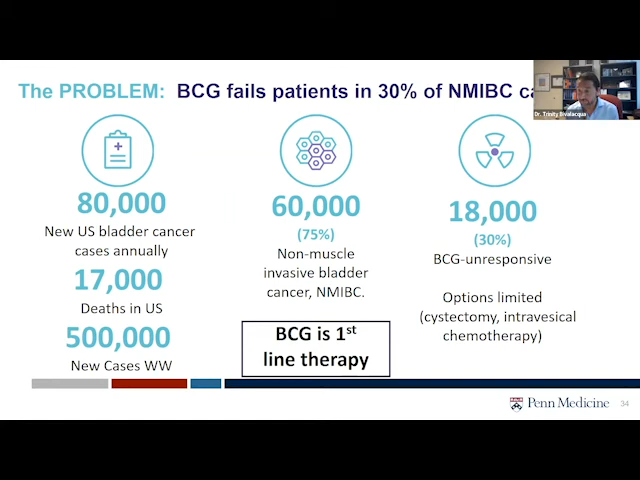 The PROBLEM: BCG fails patients in 30% of NMIBC
Dr. Trinity Bivalacqua
80,000
New US bladder cancer
cases annually
17,000
Deaths in US
500,000
New Cases WW
60,000
(75%)
Non-muscle
invasive bladder
cancer, NMIBC.
BCG is 1st
line therapy
18,000
(30%)
BCG-unresponsive
Options limited
(cystectomy, intravesical
chemotherapy)
Penn Medicine
34